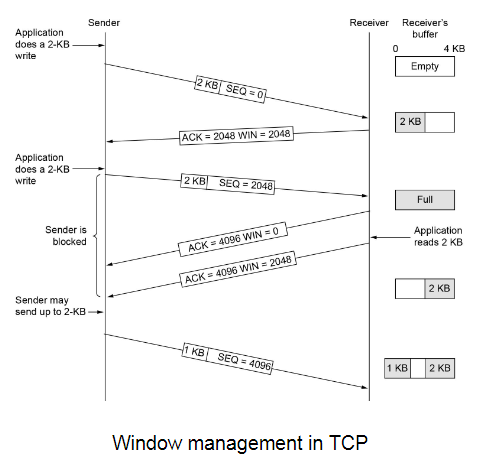 Sender
Receiver
Receiver's
buffer
Application
does a 2-KB
write
0
4 KB
Empty
2 KB SEQ = 0
2 KB
ACK = 2048 WIN = 2048
Application
does a 2-KB
write
2 KB SEQ = 2048
Full
Sender is
blocked
Application
reads 2 KB
ACK = 4096 WIN = 0
ACK = 4096 WIN = 2048
2 KB
Sender may
send up to 2-KB
1 KB SEQ = 4096
1 KB
2 KB
Window management in TCP